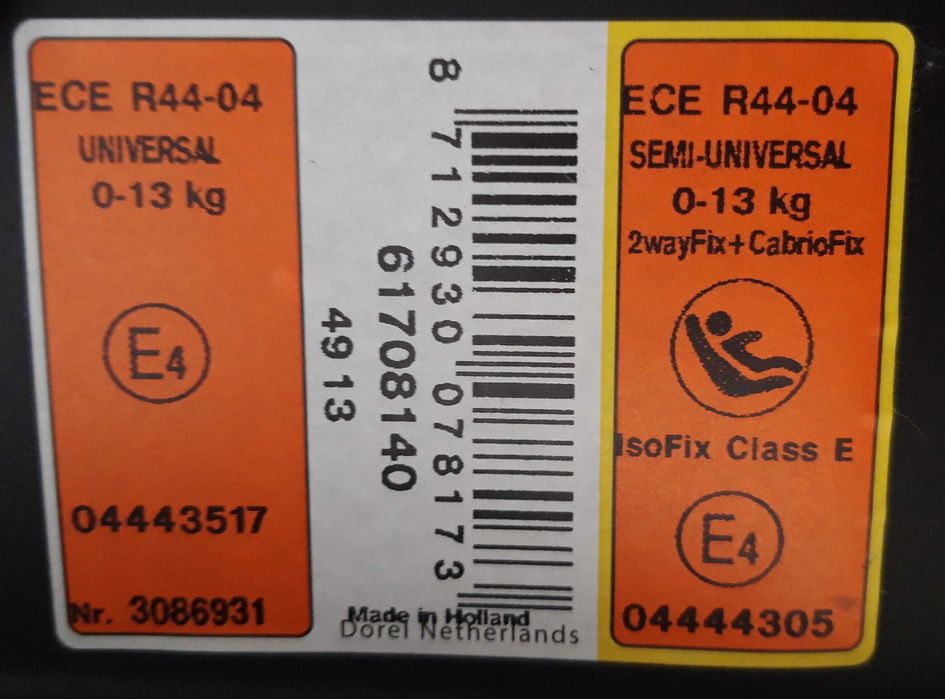 ECE R44-04
UNIVERSAL
0-13 kg
E4
04443517
Nr. 3086931
8 712930 078173
61708140
4913
Made in Holland
Dorel Netherlands
ECE R44-04
SEMI-UNIVERSAL
0-13 kg
2wayFix+CabrioFix
IsoFix Class E
E4
04444305